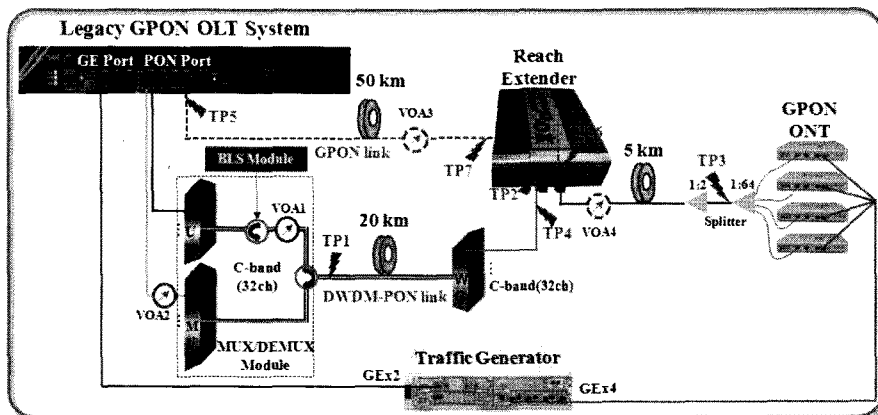 Legacy GPON OLT System
GE Port PON Port
Reach
Extender
50 km
VOA3
GPON
ONT
TP5
GPON link
TP7
5 km
TP3
BLS Module
TP2
1:2
1:64
VOA1
Splitter
TP1
20 km
TP4
VOA4
C-band
(32ch)
DWDM-PON link
C-band(32ch)
VOA2
M
MUX/DEMUX
Module
Traffic Generator
GEx2
GEx4